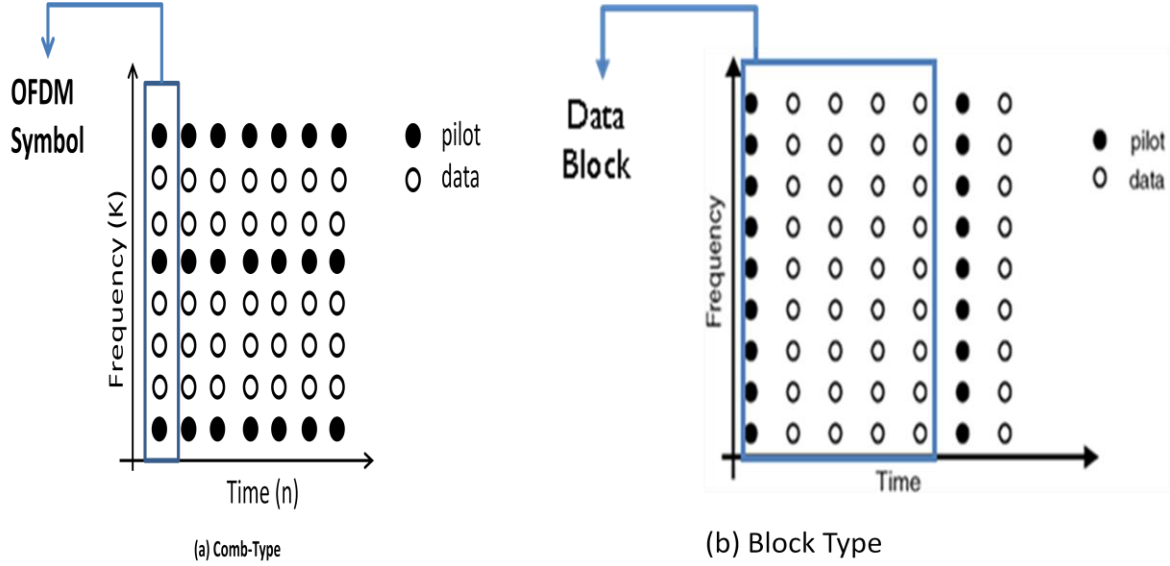 OFDM
Symbol
Frequency (K)
pilot
data
Time (n)
(a) Comb-Type
Data
Block
Frequency
pilot
data
Time
(b) Block Type